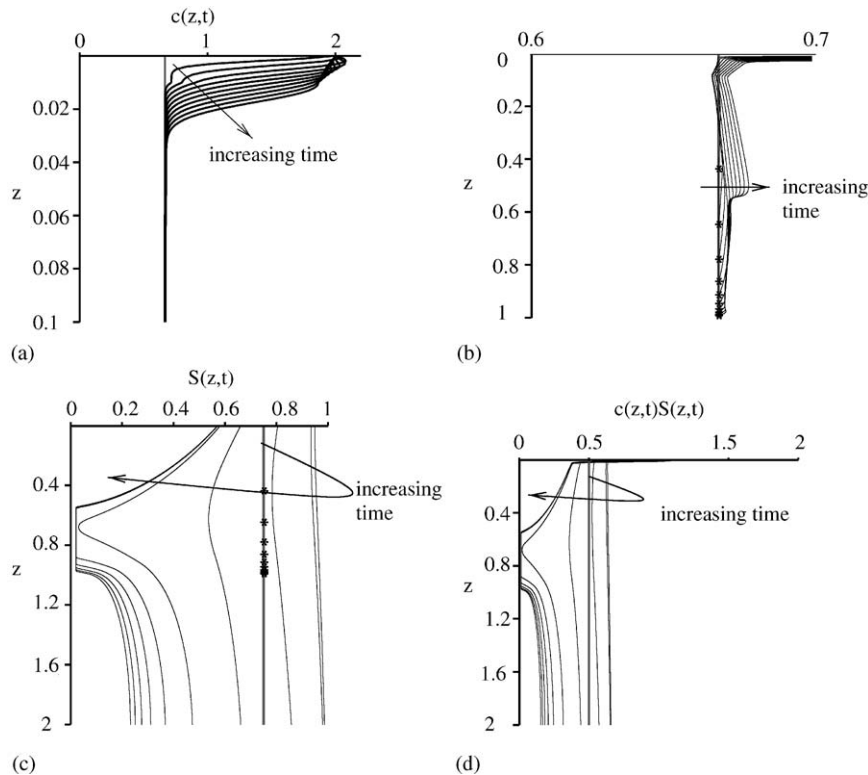 c(z,t)
0 1 2
0.02
0.04
z
0.06
0.08
0.1
increasing time
(a)
0.6 0.7
0
0.2
0.4
z
0.6
0.8
1
increasing
time
(b)
S(z,t)
0 0.2 0.4 0.6 0.8 1
0.4
0.8
z
1.2
1.6
2
increasing
time
(c)
c(z,t)S(z,t)
0 0.5 1.5 2
0.4
0.8
z
1.2
1.6
2
increasing time
(d)